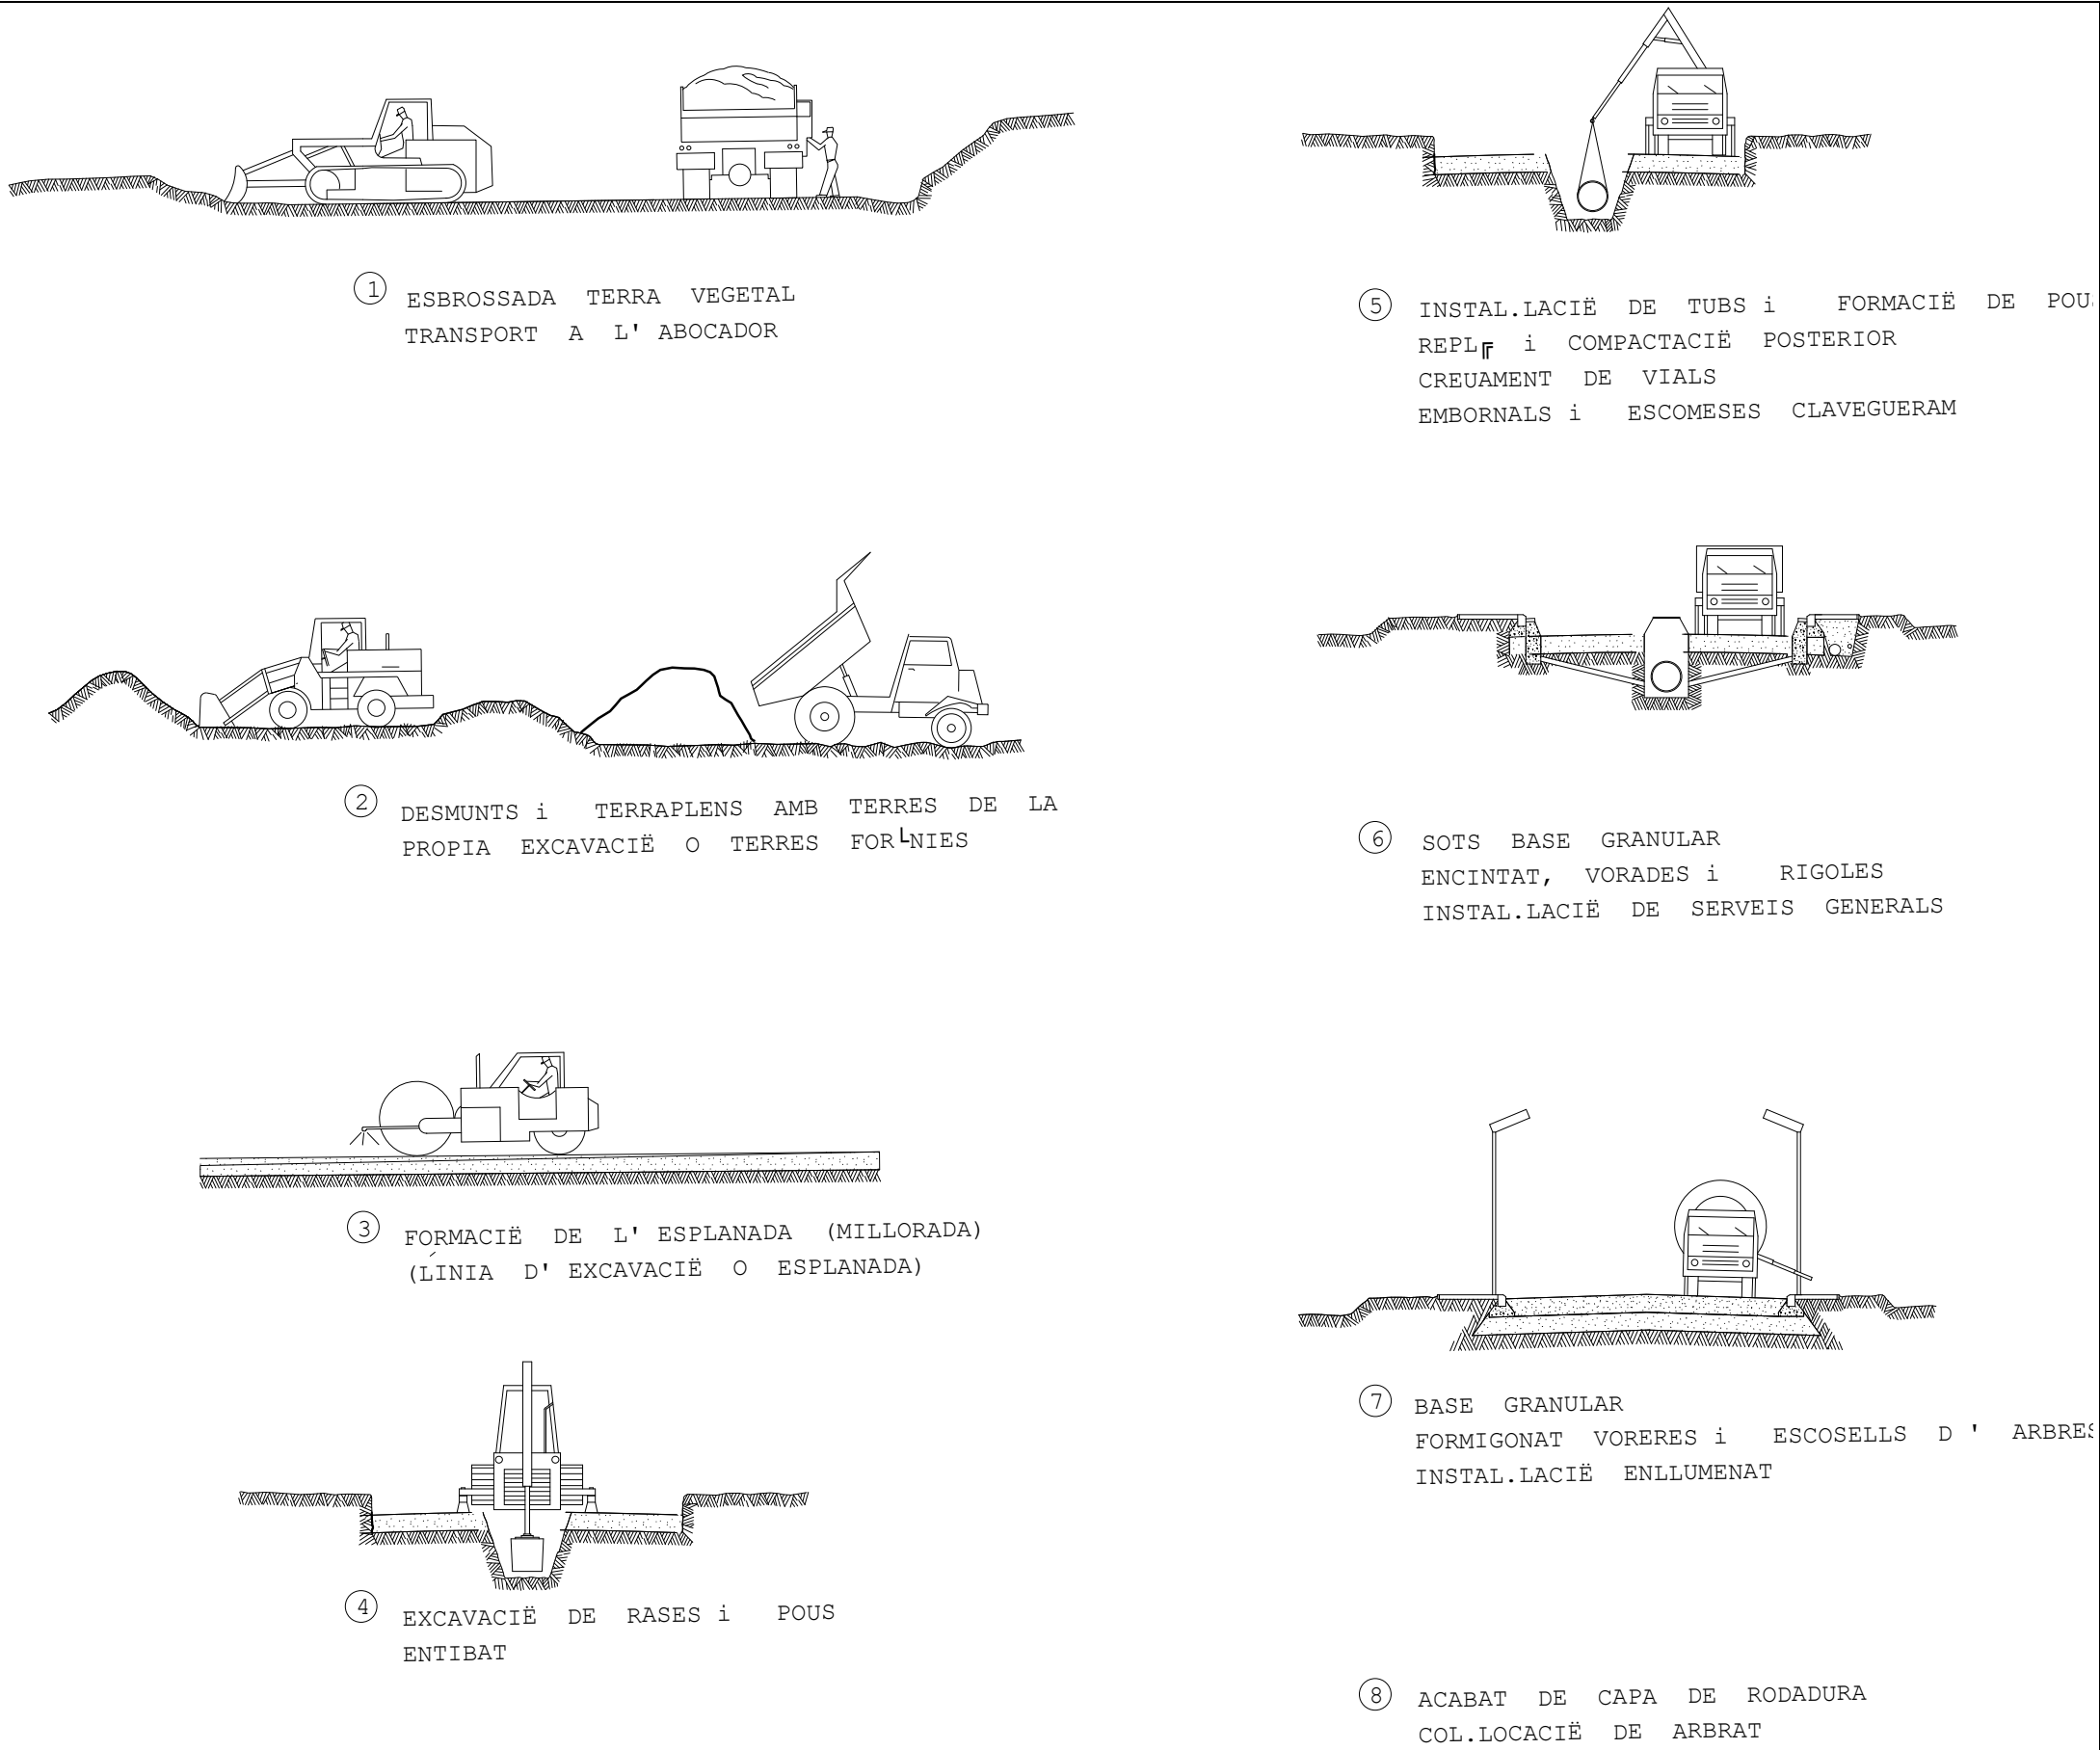 1 ESBROSSADA TERRA VEGETAL
TRANSPORT A L' ABOCADOR
2 DESMUNTS i TERRAPLENS AMB TERRES DE LA
PROPIA EXCAVACIË O TERRES FOR└NIES
3 FORMACIË DE L' ESPLANADA (MILLORADA)
(LÍNIA D' EXCAVACIË O ESPLANADA)
4 EXCAVACIË DE RASES i POUS
ENTIBAT
5 INSTAL.LACIË DE TUBS i FORMACIË DE POU
REPL╔ i COMPACTACIË POSTERIOR
CREUAMENT DE VIALS
EMBORNALS i ESCOMESES CLAVEGUERAM
6 SOTS BASE GRANULAR
ENCINTAT, VORADES i RIGOLES
INSTAL.LACIË DE SERVEIS GENERALS
7 BASE GRANULAR
FORMIGONAT VORERES i ESCOSELLS D ' ARBRES
INSTAL.LACIË ENLLUMENAT
8 ACABAT DE CAPA DE RODADURA
COL.LOCACIË DE ARBRAT